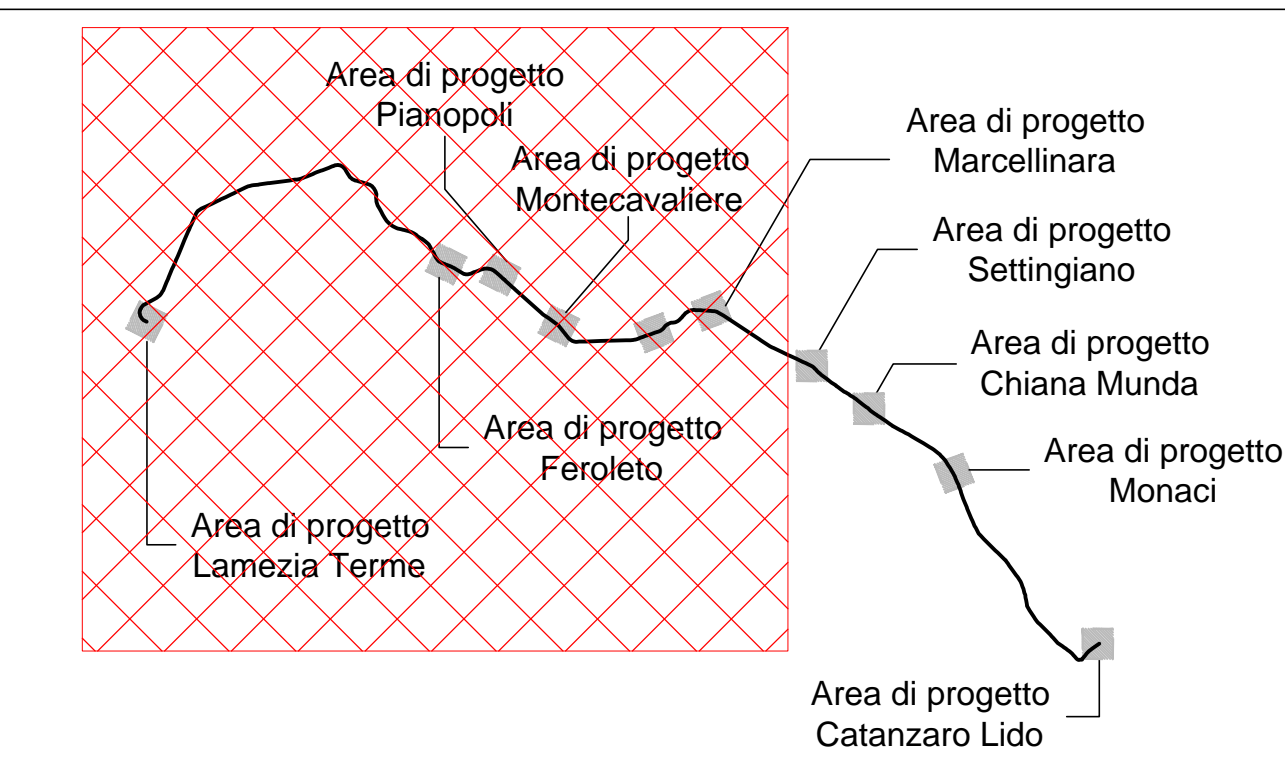 Area di progetto
Pianopoli
Area di progetto
Montecavaliere
Area di progetto
Marcellinara
Area di progetto
Settingiano
Area di progetto
Chiana Munda
Area di progetto
Feroleto
Area di progetto
Monaci
Area di progetto
Lamezia Terme
Area di progetto
Catanzaro Lido